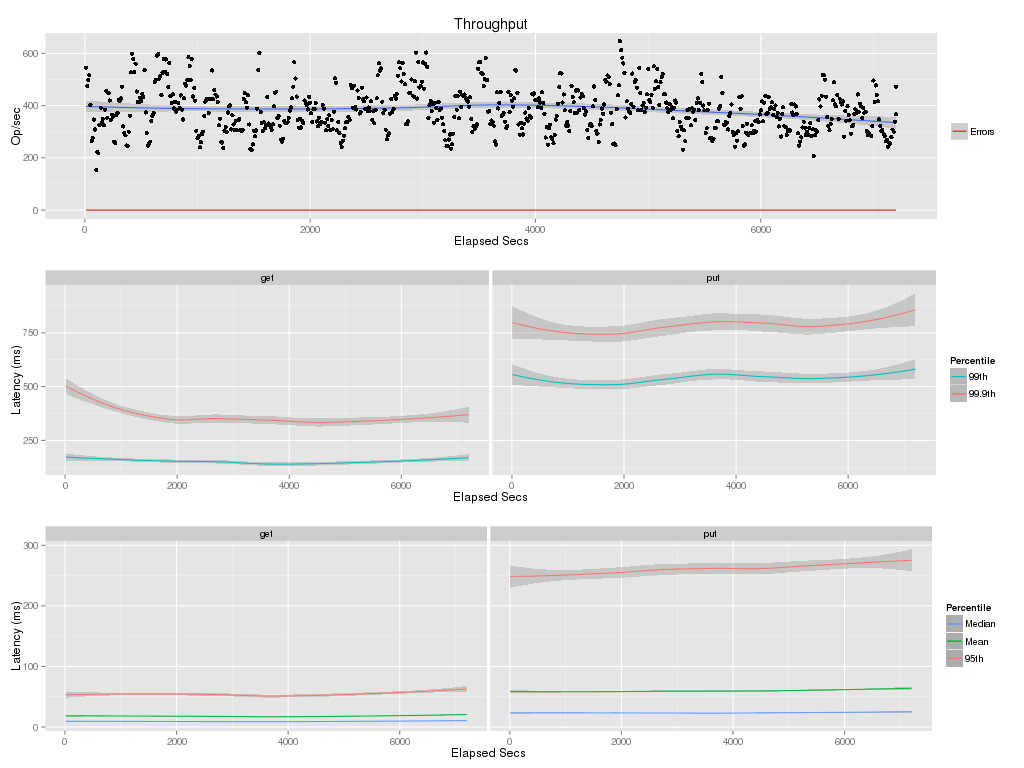 Throughput
600
400
200
0
Op/sec
0 2000 4000 6000
Elapsed Secs
Errors
get put
750
500
250
Latency (ms)
0 2000 4000 6000 0 2000 4000 6000
Elapsed Secs
Percentile
99th
99.9th
get put
300
200
100
0
Latency (ms)
0 2000 4000 6000 0 2000 4000 6000
Elapsed Secs
Percentile
Median
Mean
95th